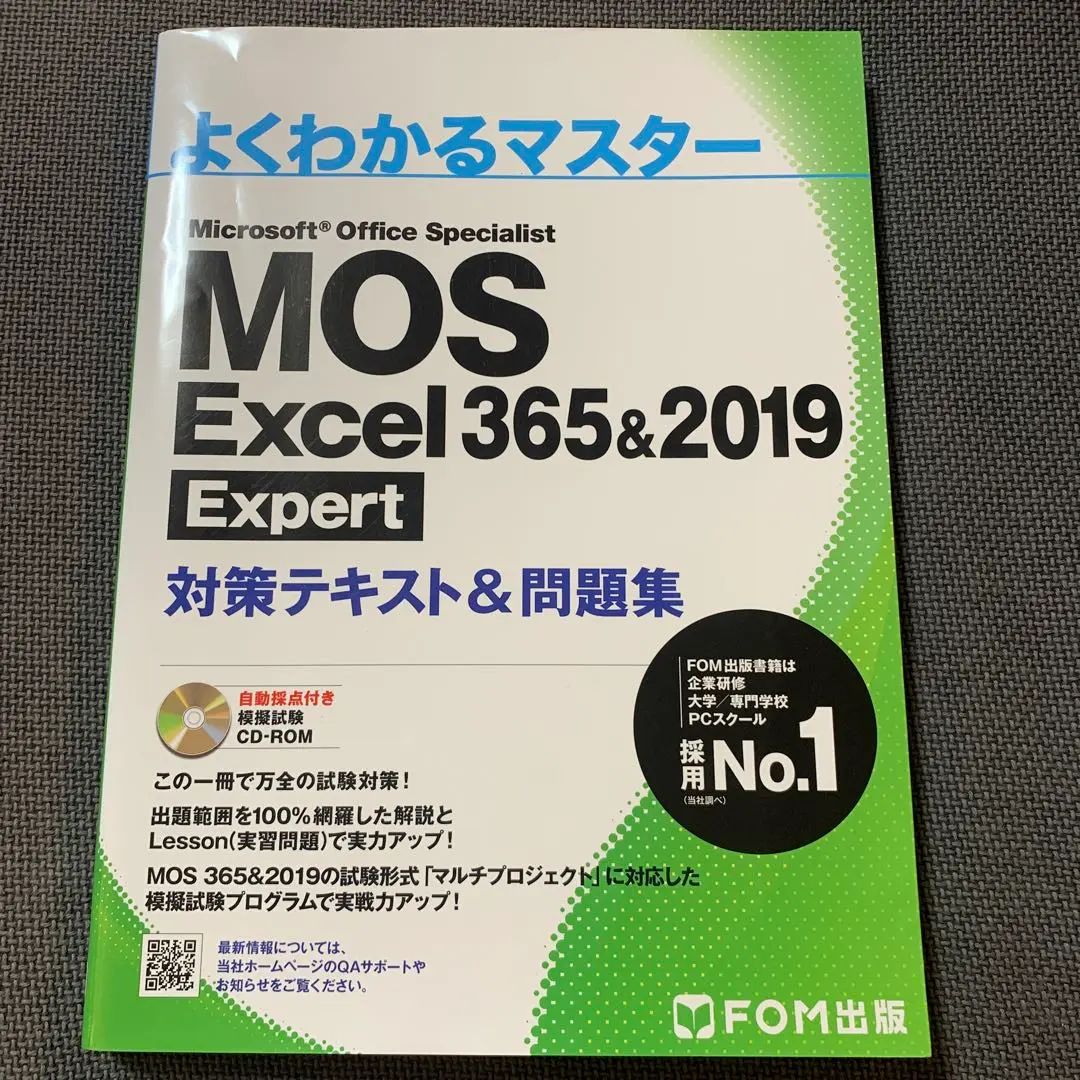 よくわかるマスター
Microsoft® Office Specialist
MOS
Excel 365&2019
Expert
対策テキスト&問題集
FOM出版書籍は
企業研修
大学/専門学校
PCスクール
採用 No.1
(当社調べ)
自動採点付き
模擬試験
CD-ROM
この一冊で万全の試験対策!
出題範囲を100%網羅した解説と
Lesson(実習問題)で実力アップ!
MOS 365&2019の試験形式「マルチプロジェクト」に対応した
模擬試験プログラムで実戦力アップ!
最新情報については、
当社ホームページのQAサポートや
お知らせをご覧ください。
FOM出版